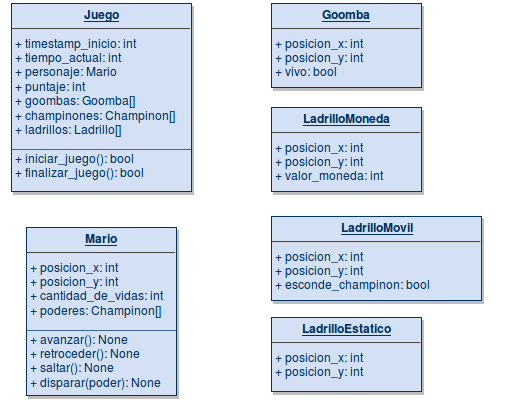 Juego
+ timestamp_inicio: int
+ tiempo_actual: int
+ personaje: Mario
+ puntaje: int
+ goombas: Goomba[]
+ champinones: Champinon[]
+ ladrillos: Ladrillo[]
+ iniciar_juego(): bool
+ finalizar_juego(): bool
Mario
+ posicion_x: int
+ posicion_y: int
+ cantidad_de_vidas: int
+ poderes: Champinon[]
+ avanzar(): None
+ retroceder(): None
+ saltar(): None
+ disparar(poder): None
Goomba
+ posicion_x: int
+ posicion_y: int
+ vivo: bool
LadrilloMoneda
+ posicion_x: int
+ posicion_y: int
+ valor_moneda: int
LadrilloMovil
+ posicion_x: int
+ posicion_y: int
+ esconde_champinon: bool
LadrilloEstatico
+ posicion_x: int
+ posicion_y: int